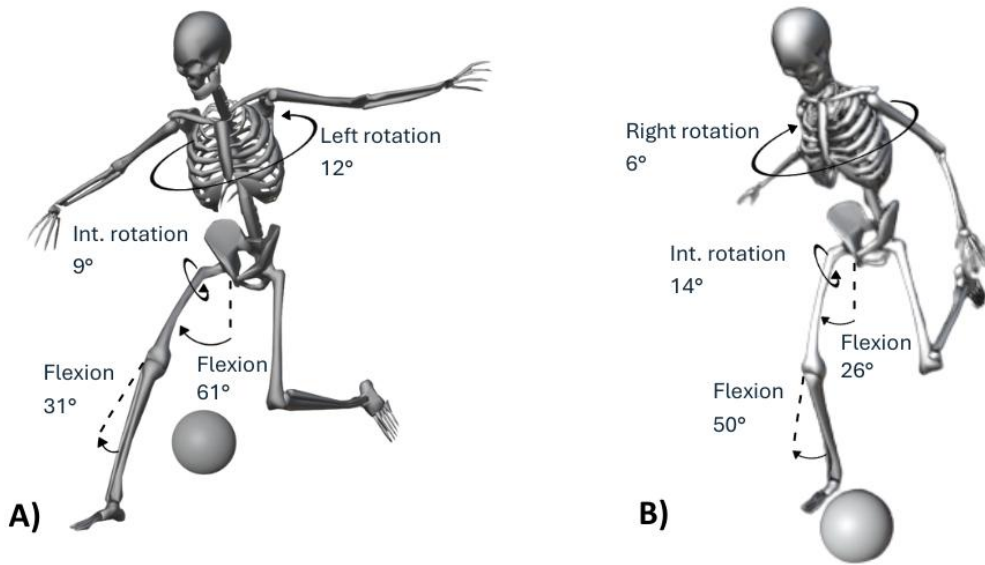 Left rotation
12°
Int. rotation
9°
Flexion
61°
Flexion
31°
A)
Right rotation
6°
Int. rotation
14°
Flexion
26°
Flexion
50°
B)